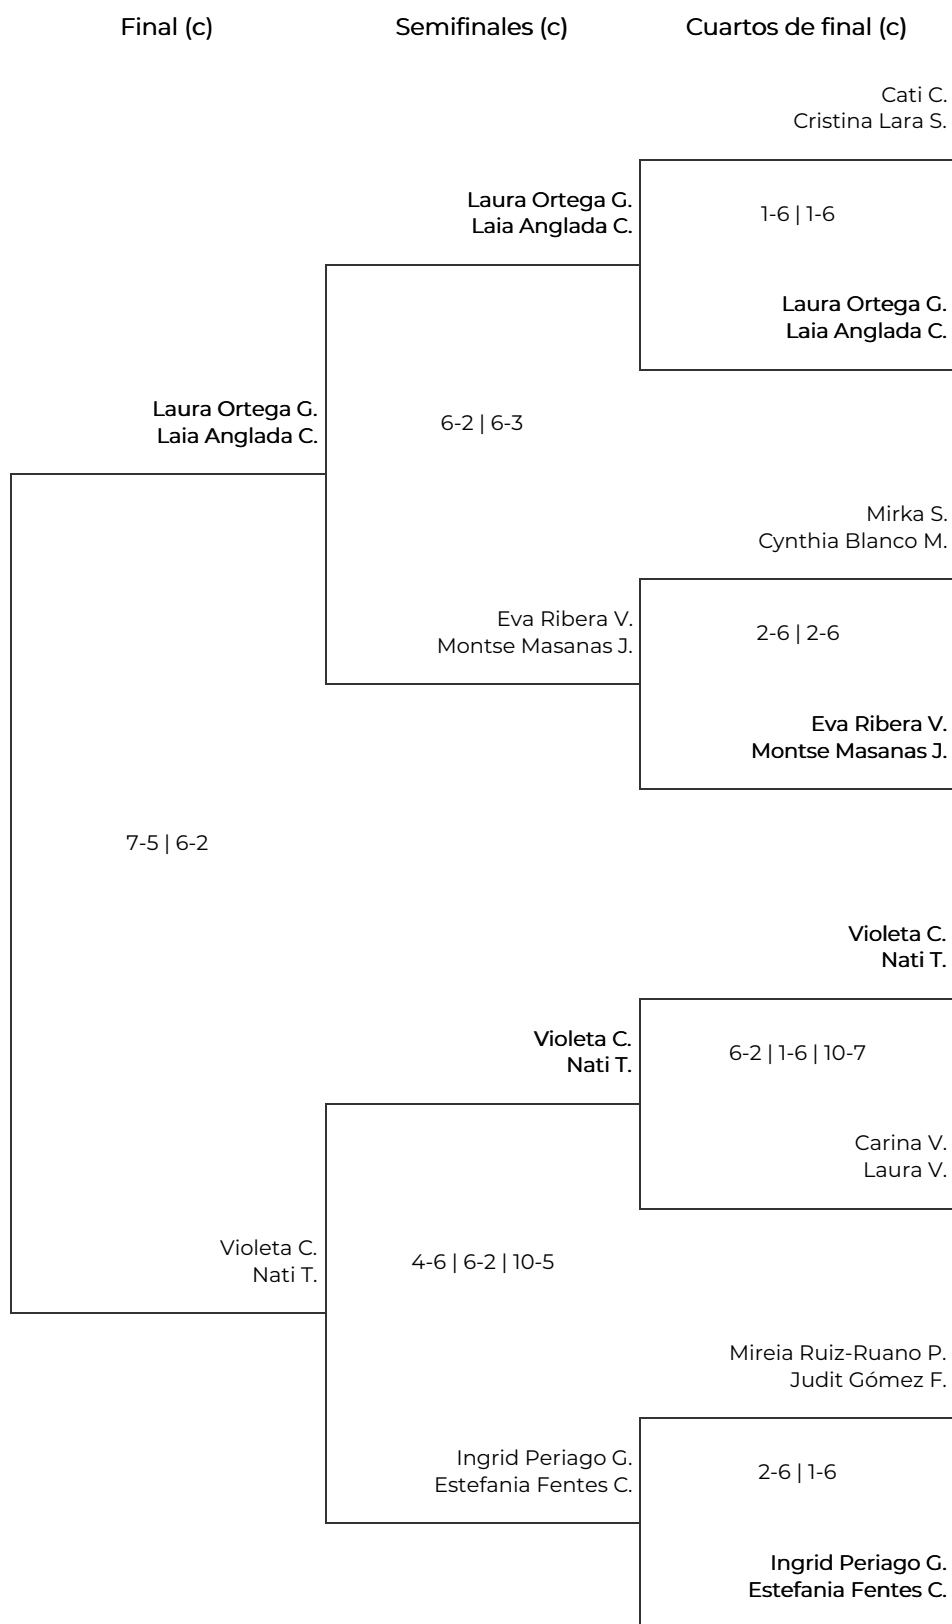 Final (c) Semifinales (c) Cuartos de final (c)
Cati C.
Cristina Lara S.
Laura Ortega G.
Laia Anglada C.
1-6 | 1-6
Laura Ortega G.
Laia Anglada C.
Laura Ortega G.
Laia Anglada C.
6-2 | 6-3
Mirka S.
Cynthia Blanco M.
Eva Ribera V.
Montse Masanas J.
2-6 | 2-6
Eva Ribera V.
Montse Masanas J.
7-5 | 6-2
Violeta C.
Nati T.
Violeta C.
Nati T.
6-2 | 1-6 | 10-7
Carina V.
Laura V.
Violeta C.
Nati T.
4-6 | 6-2 | 10-5
Mireia Ruiz-Ruano P.
Judit Gómez F.
Ingrid Periago G.
Estefania Fentes C.
2-6 | 1-6
Ingrid Periago G.
Estefania Fentes C.